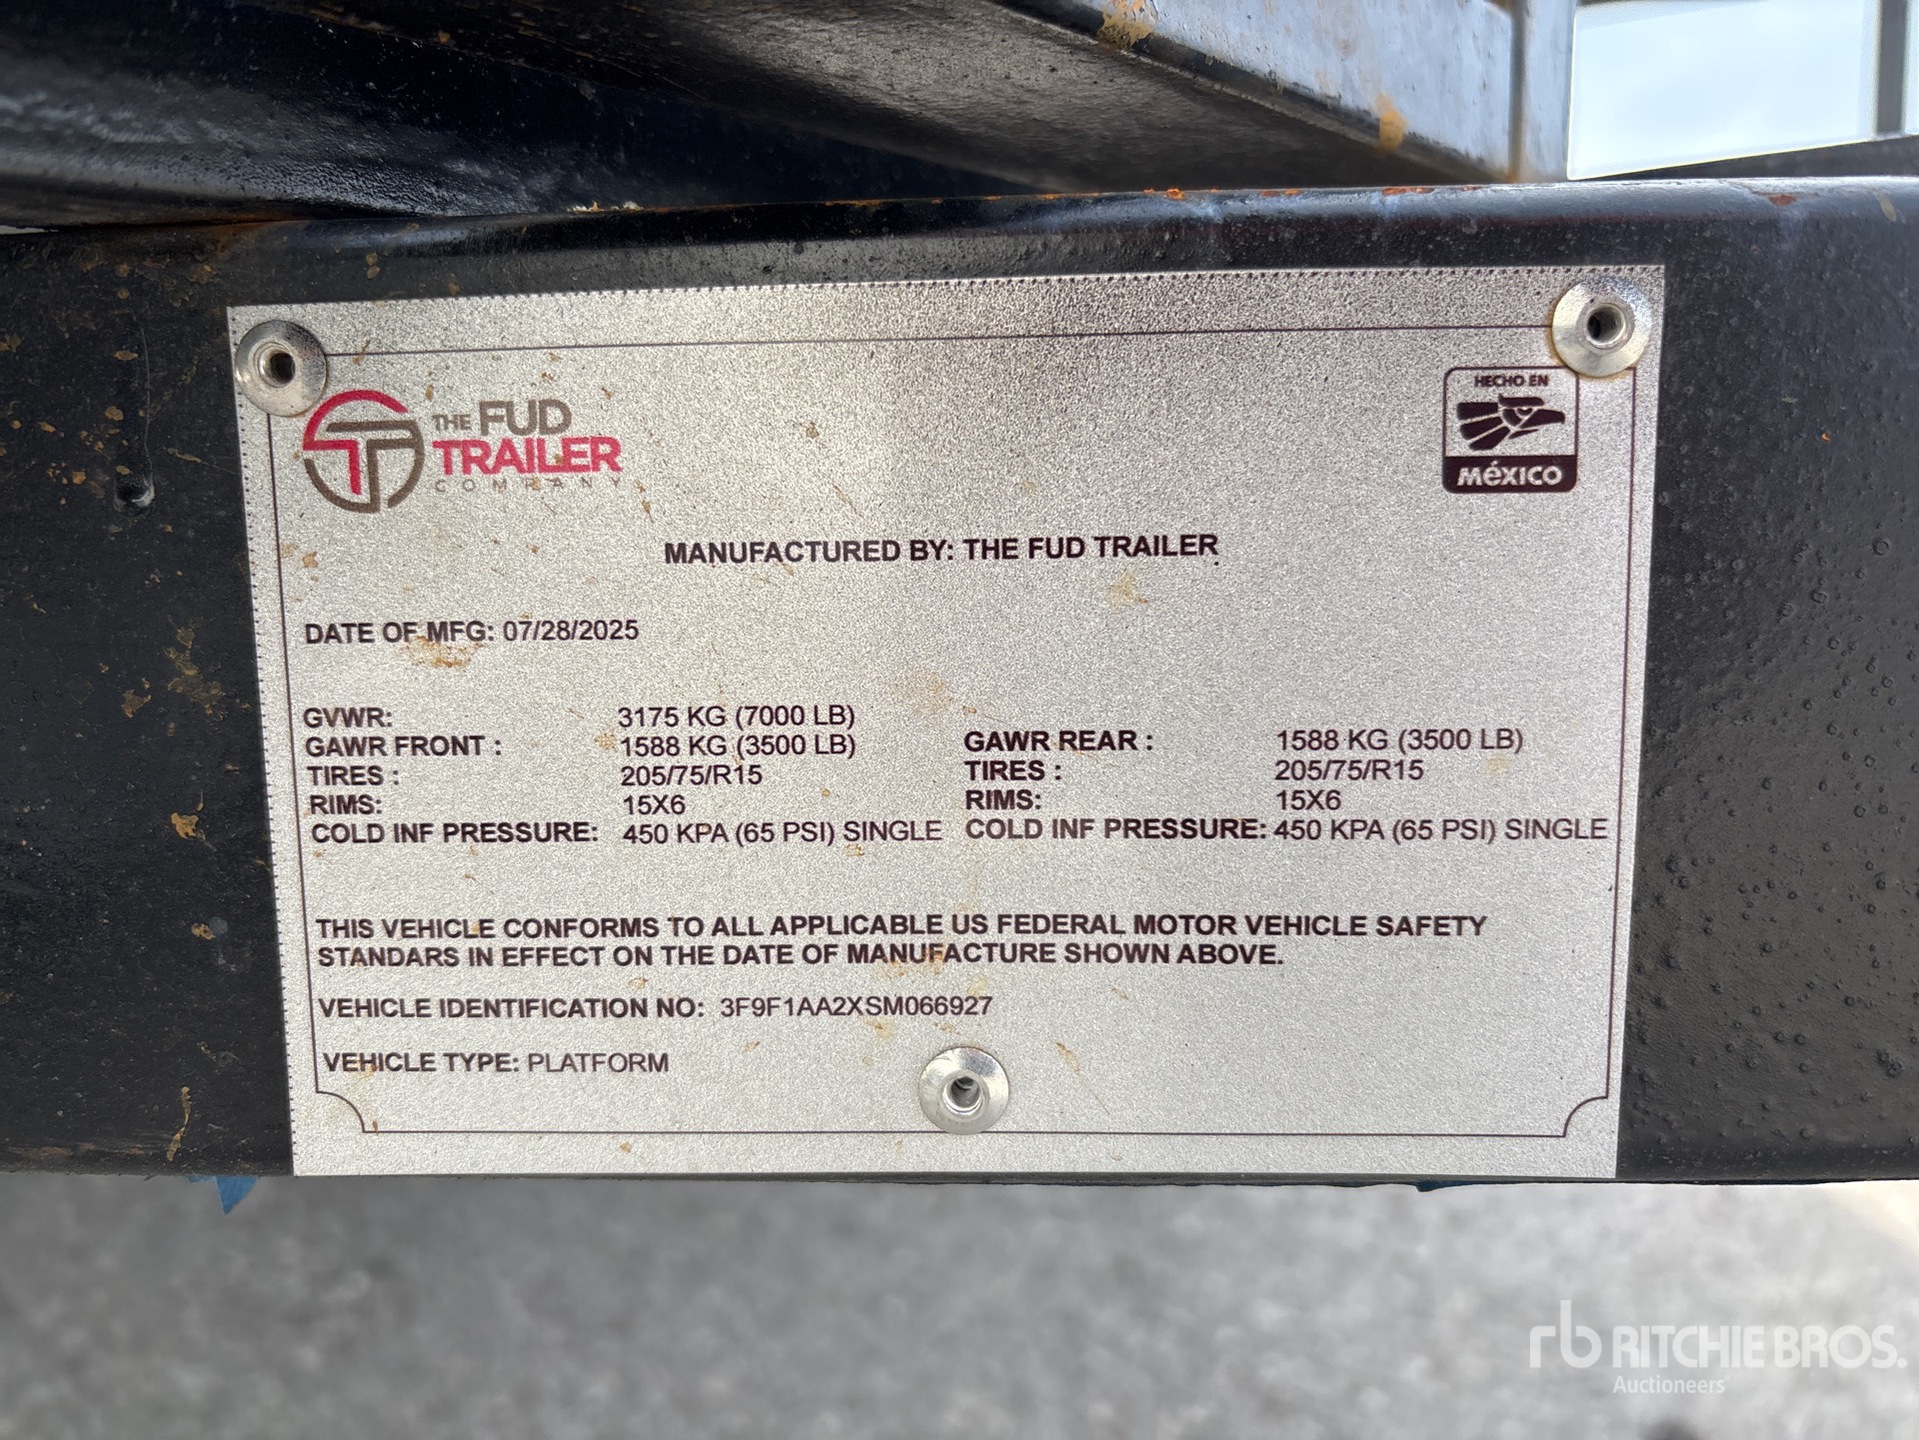 THE FUD
TRAILER
COMPANY
HECHO EN
MéXICO
MANUFACTURED BY: THE FUD TRAILER
DATE OF MFG: 07/28/2025
GVWR: 3175 KG (7000 LB)
GAWR FRONT : 1588 KG (3500 LB) GAWR REAR : 1588 KG (3500 LB)
TIRES : 205/75/R15 TIRES : 205/75/R15
RIMS: 15X6 RIMS: 15X6
COLD INF PRESSURE: 450 KPA (65 PSI) SINGLE COLD INF PRESSURE: 450 KPA (65 PSI) SINGLE
THIS VEHICLE CONFORMS TO ALL APPLICABLE US FEDERAL MOTOR VEHICLE SAFETY
STANDARS IN EFFECT ON THE DATE OF MANUFACTURE SHOWN ABOVE.
VEHICLE IDENTIFICATION NO: 3F9F1AA2XSM066927
VEHICLE TYPE: PLATFORM
rb RITCHIE BROS.
Auctioneers